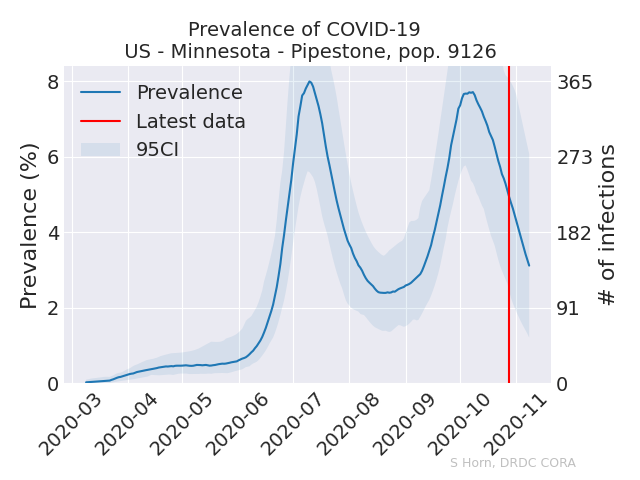 Prevalence of COVID-19
US - Minnesota - Pipestone, pop. 9126
Prevalence
Latest data
95CI
Prevalence (%)
8
6
4
2
0
365
273
182
91
0
# of infections
2020-03
2020-04
2020-05
2020-06
2020-07
2020-08
2020-09
2020-10
2020-11
S Horn, DRDC CORA